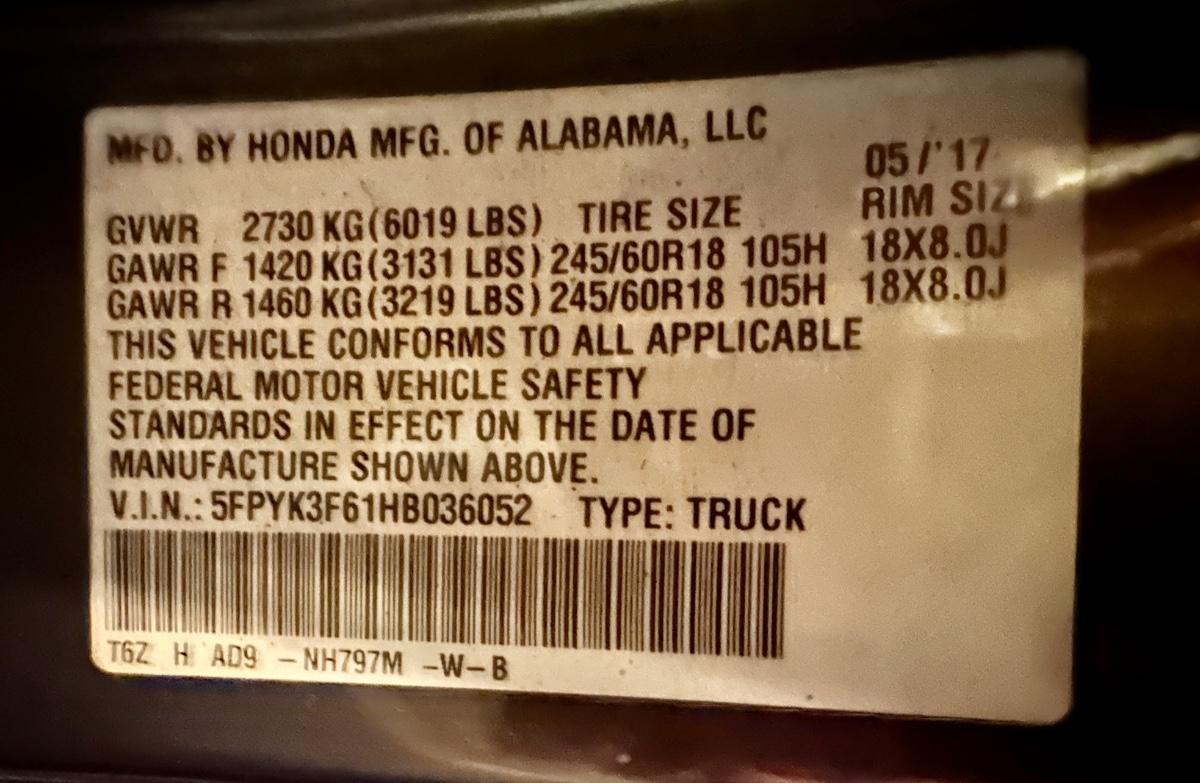 MFD. BY HONDA MFG. OF ALABAMA, LLC
05/'17
GVWR 2730 KG (6019 LBS) TIRE SIZE RIM SIZE
GAWR F 1420 KG (3131 LBS) 245/60R18 105H 18X8.0J
GAWR R 1460 KG (3219 LBS) 245/60R18 105H 18X8.0J
THIS VEHICLE CONFORMS TO ALL APPLICABLE
FEDERAL MOTOR VEHICLE SAFETY
STANDARDS IN EFFECT ON THE DATE OF
MANUFACTURE SHOWN ABOVE.
V.I.N.: 5FPYK3F61HB036052 TYPE: TRUCK
T6Z H AD9 –NH797M –W–B